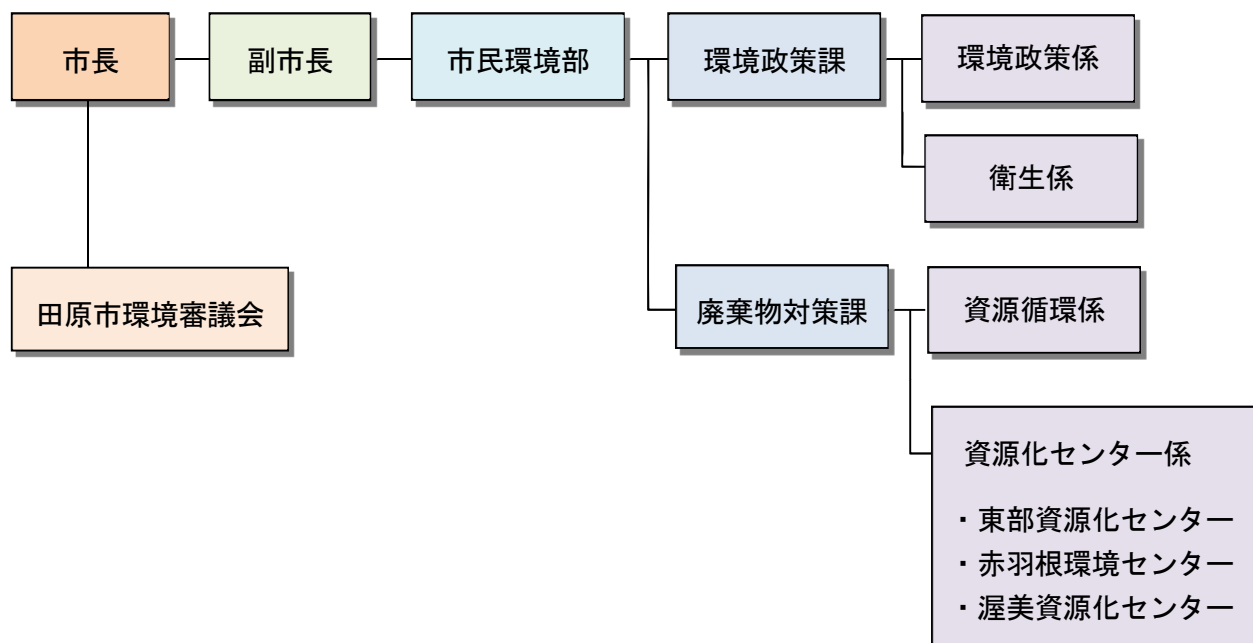 市長
副市長
市民環境部
環境政策課
環境政策係
衛生係
田原市環境審議会
廃棄物対策課
資源循環係
資源化センター係
・東部資源化センター
・赤羽根環境センター
・渥美資源化センター